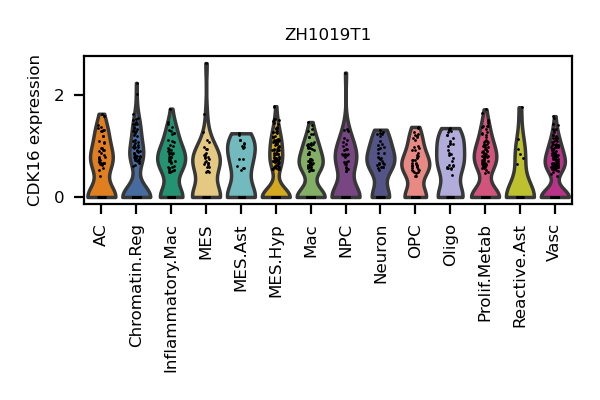 ZH1019T1
CDK16 expression
2
0
AC
Chromatin.Reg
Inflammatory.Mac
MES
MES.Ast
MES.Hyp
Mac
NPC
Neuron
OPC
Oligo
Prolif.Metab
Reactive.Ast
Vasc